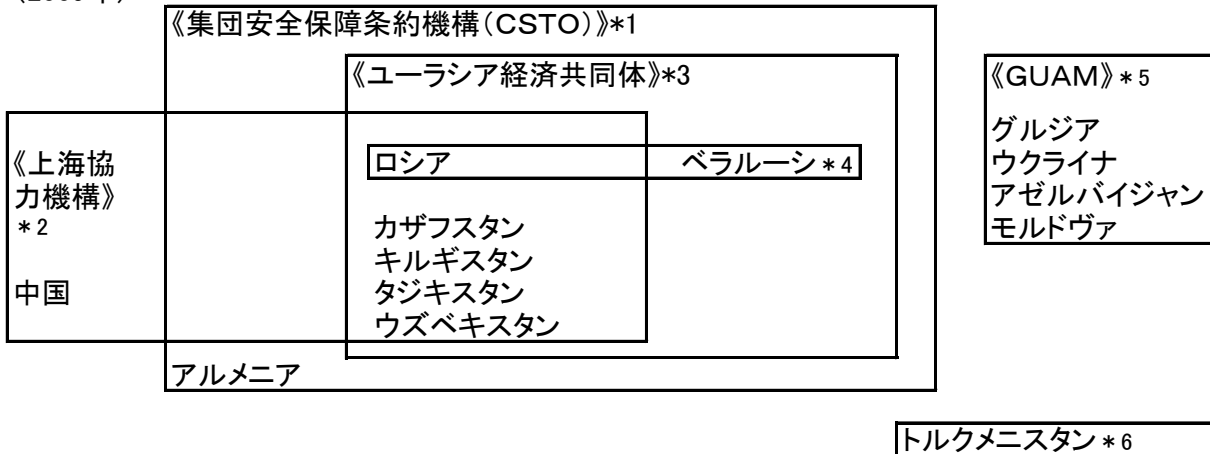 《集団安全保障条約機構(CSTO)》*1
《ユーラシア経済共同体》*3
《GUAM》*5
グルジア
《上海協
力機構》
*2
ロシア ベラルーシ*4
ウクライナ
アゼルバイジャン
モルドヴァ
カザフスタン
キルギスタン
中国
タジキスタン
ウズベキスタン
アルメニア
トルクメニスタン*6